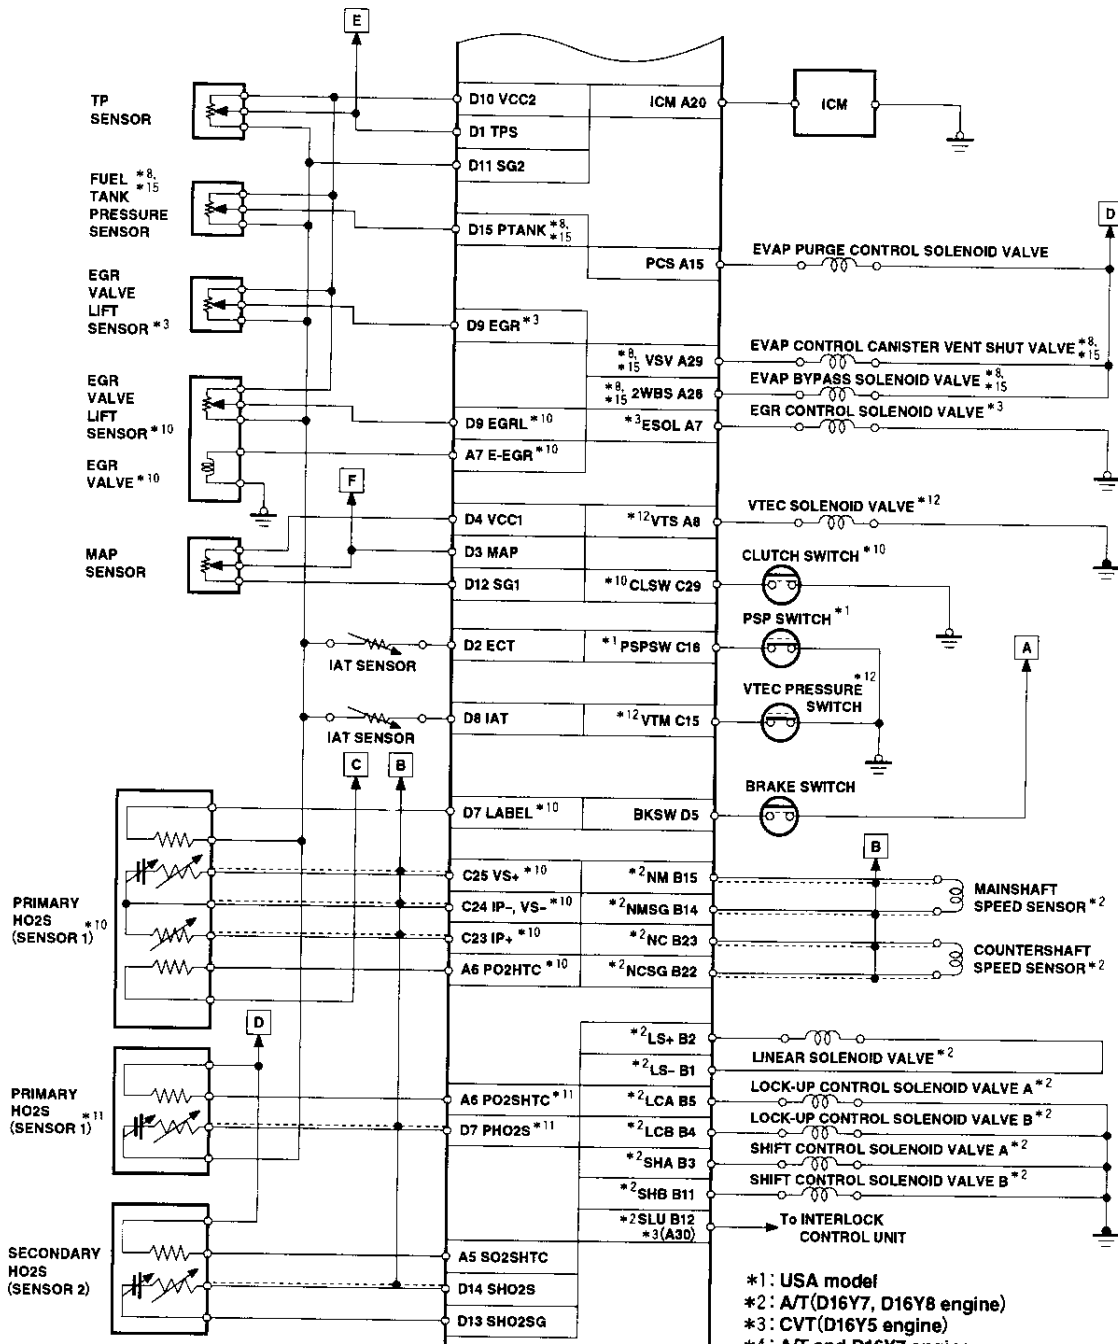 E
TP
SENSOR
D10 VCC2
D1 TPS
D11 SG2
ICM A20
ICM
FUEL *8,
TANK *15
PRESSURE
SENSOR
D15 PTANK *8,
*15
D
PCS A15
EVAP PURGE CONTROL SOLENOID VALVE
EGR
VALVE
LIFT
SENSOR *3
D9 EGR *3
*8,
*15 VSV A29
EVAP CONTROL CANISTER VENT SHUT VALVE *8,
*15
*8,
*15 2WBS A26
EVAP BYPASS SOLENOID VALVE *8,
*15
EGR
VALVE
LIFT
SENSOR *10
D9 EGRL *10
*3 ESOL A7
EGR CONTROL SOLENOID VALVE *3
EGR
VALVE *10
A7 E-EGR *10
F
MAP
SENSOR
D4 VCC1
D3 MAP
D12 SG1
*12 VTS A8
VTEC SOLENOID VALVE *12
*10 CLSW C29
CLUTCH SWITCH *10
IAT SENSOR
D2 ECT
*1 PSPSW C16
PSP SWITCH *1
A
IAT SENSOR
D8 IAT
*12 VTM C15
VTEC PRESSURE *12
SWITCH
C
B
D7 LABEL *10
BKSW D5
BRAKE SWITCH
B
PRIMARY
HO2S *10
(SENSOR 1)
C25 VS+ *10
C24 IP-, VS- *10
C23 IP+ *10
A6 PO2HTC *10
*2 NM B15
*2 NMSG B14
*2 NC B23
*2 NCSG B22
MAINSHAFT
SPEED SENSOR *2
COUNTERSHAFT
SPEED SENSOR *2
D
*2 LS+ B2
*2 LS- B1
LINEAR SOLENOID VALVE *2
PRIMARY
HO2S *11
(SENSOR 1)
A6 PO2SHTC *11
D7 PHO2S *11
*2 LCA B5
LOCK-UP CONTROL SOLENOID VALVE A *2
*2 LCB B4
LOCK-UP CONTROL SOLENOID VALVE B *2
*2 SHA B3
SHIFT CONTROL SOLENOID VALVE A *2
*2 SHB B11
SHIFT CONTROL SOLENOID VALVE B *2
*2 SLU B12
*3 (A30)
To INTERLOCK
CONTROL UNIT
SECONDARY
HO2S
(SENSOR 2)
A5 SO2SHTC
D14 SHO2S
D13 SHO2SG
*1: USA model
*2: A/T(D16Y7, D16Y8 engine)
*3: CVT(D16Y5 engine)
*4: A/T and D16Y7 engine